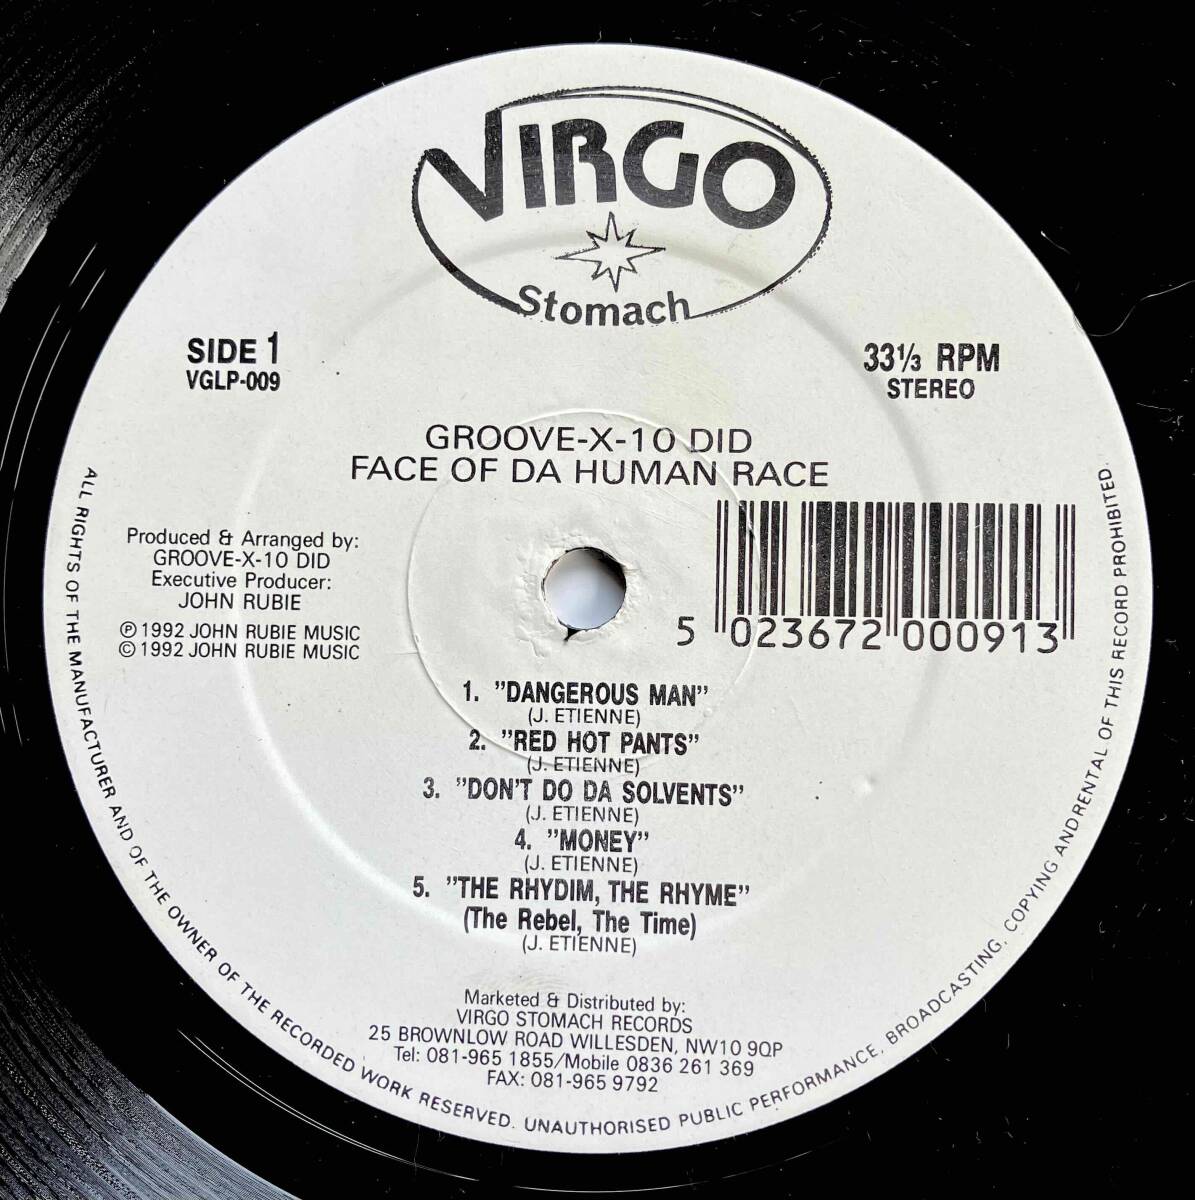 VIRGO
Stomach
SIDE 1
VGLP-009
33⅓ RPM
STEREO
GROOVE-X-10 DID
FACE OF DA HUMAN RACE
Produced & Arranged by:
GROOVE-X-10 DID
Executive Producer:
JOHN RUBIE
℗ 1992 JOHN RUBIE MUSIC
© 1992 JOHN RUBIE MUSIC
5 023672 000913
1. "DANGEROUS MAN"
(J. ETIENNE)
2. "RED HOT PANTS"
(J. ETIENNE)
3. "DON'T DO DA SOLVENTS"
(J. ETIENNE)
4. "MONEY"
(J. ETIENNE)
5. "THE RHYDIM, THE RHYME"
(The Rebel, The Time)
(J. ETIENNE)
Marketed & Distributed by:
VIRGO STOMACH RECORDS
25 BROWNLOW ROAD WILLESDEN, NW10 9QP
Tel: 081-965 1855/Mobile 0836 261 369
FAX: 081-965 9792
ALL RIGHTS OF THE MANUFACTURER AND OF THE OWNER OF THE RECORDED WORK RESERVED. UNAUTHORISED PUBLIC PERFORMANCE, BROADCASTING, COPYING ANDRENTAL OF THIS RECORD PROHIBITED.